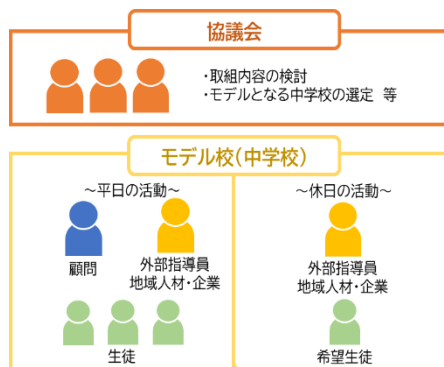 協議会
・取組内容の検討
・モデルとなる中学校の選定 等
モデル校(中学校)
～平日の活動～
顧問
外部指導員
地域人材・企業
生徒
～休日の活動～
外部指導員
地域人材・企業
希望生徒